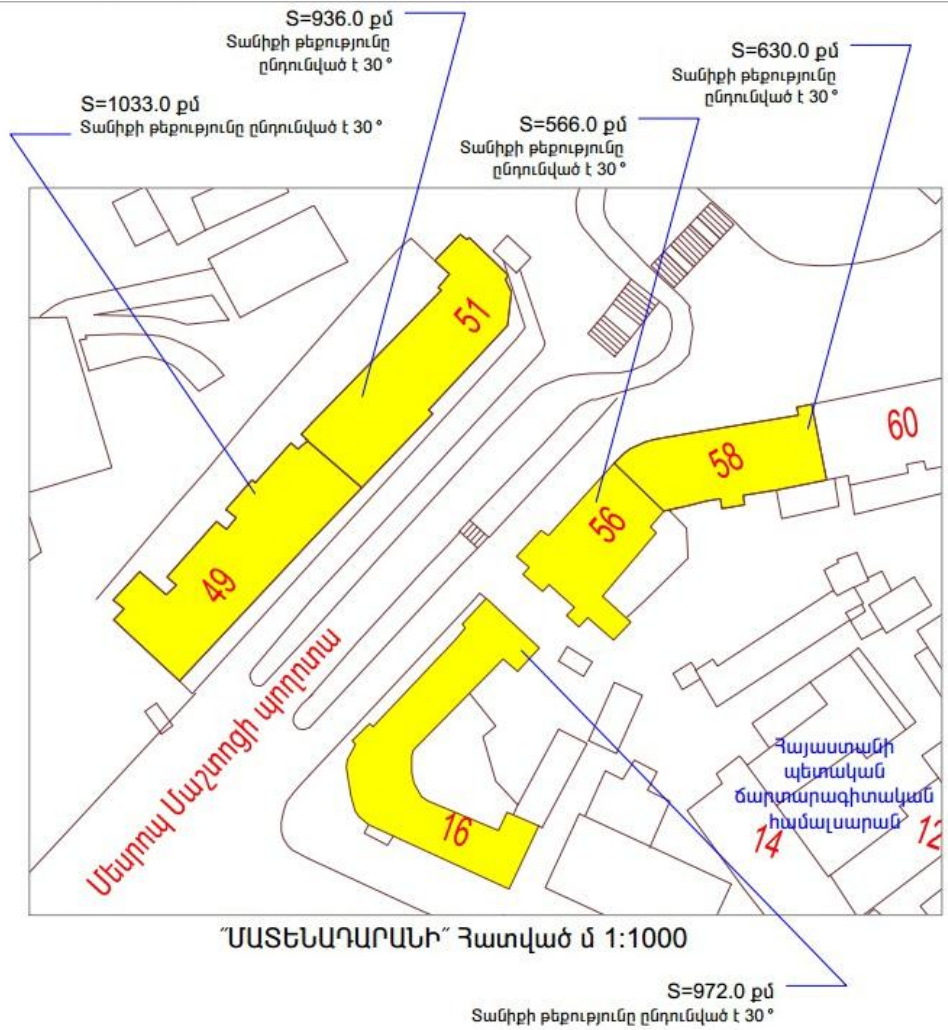 S=936.0 քմ
Տանիքի թեքությունը
ընդունված է 30°
S=630.0 քմ
Տանիքի թեքությունը
ընդունված է 30°
S=1033.0 քմ
Տանիքի թեքությունը ընդունված է 30°
S=566.0 քմ
Տանիքի թեքությունը
ընդունված է 30°
51
60
58
56
49
Մեսրոպ Մաշտոցի պողոտա
16
Հայաստանի
պետական
ճարտարագիտական
համալսարան
14
12
"ՄԱՏԵՆԱԴԱՐԱՆԻ" Հատված մ 1:1000
S=972.0 քմ
Տանիքի թեքությունը ընդունված է 30°